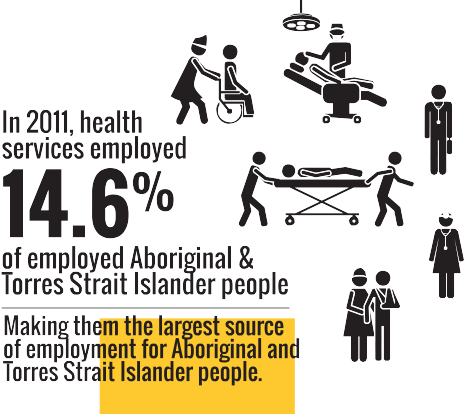 In 2011, health
services employed
14.6%
of employed Aboriginal &
Torres Strait Islander people
Making them the largest source
of employment for Aboriginal and
Torres Strait Islander people.